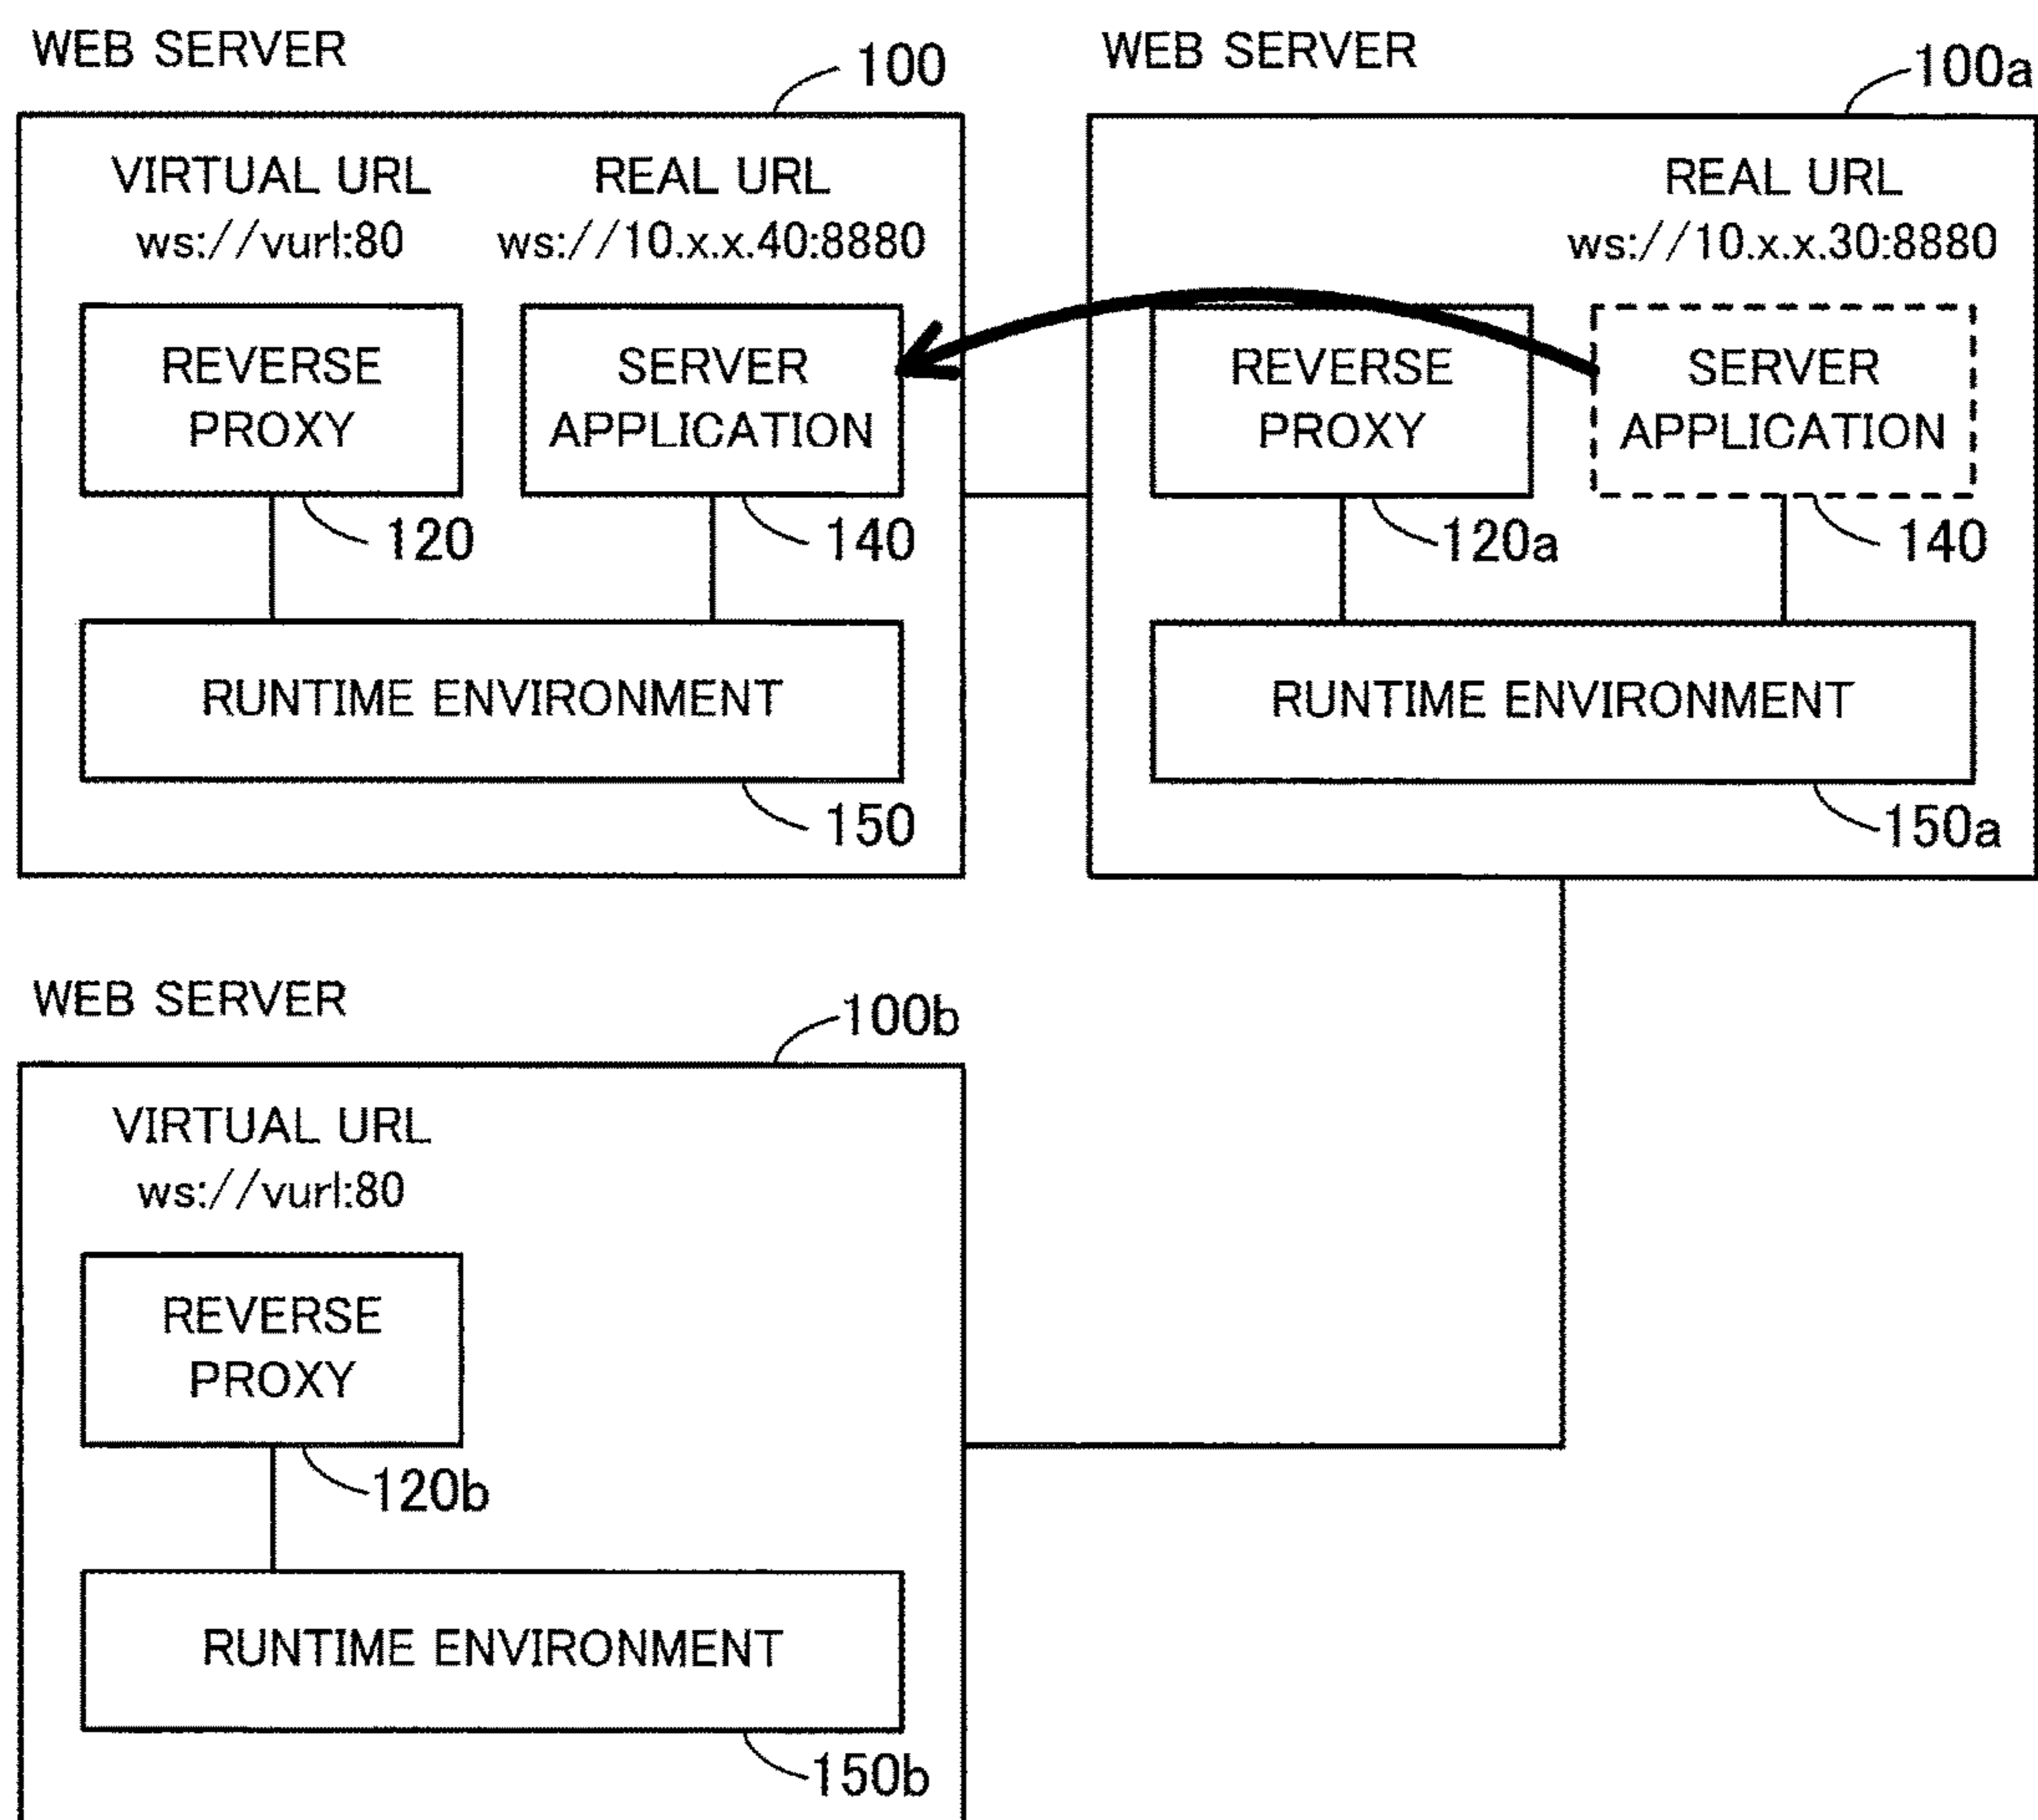 WEB SERVER
100
VIRTUAL URL
ws://vurl:80
REAL URL
ws://10.x.x.40:8880
REVERSE
PROXY
120
SERVER
APPLICATION
140
RUNTIME ENVIRONMENT
150
WEB SERVER
100a
REAL URL
ws://10.x.x.30:8880
REVERSE
PROXY
120a
SERVER
APPLICATION
140
RUNTIME ENVIRONMENT
150a
WEB SERVER
100b
VIRTUAL URL
ws://vurl:80
REVERSE
PROXY
120b
RUNTIME ENVIRONMENT
150b